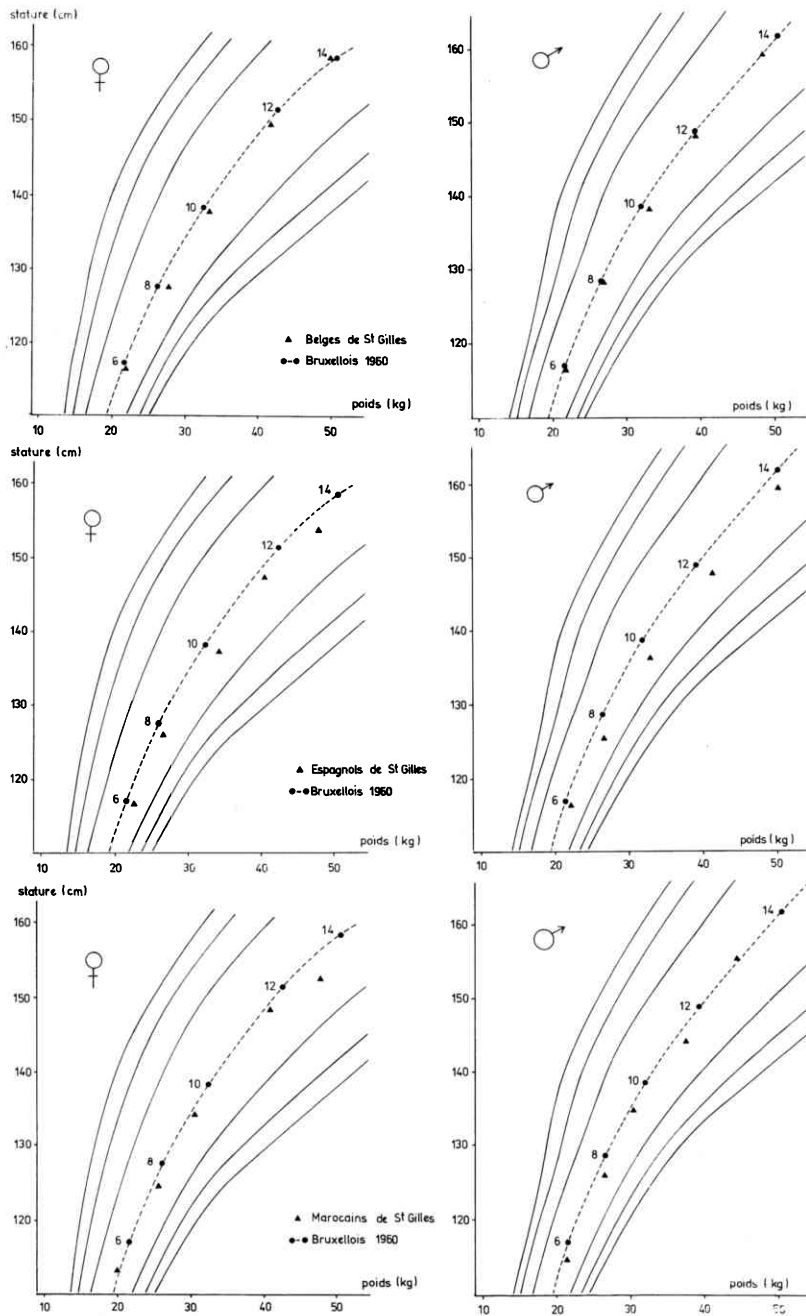 stature (cm)
160
150
140
130
120
14
12
10
8
6
▲ Belges de St Gilles
●--● Bruxellois 1960
poids (kg)
10 20 30 40 50
160
150
140
130
120
14
12
10
8
6
poids (kg)
10 20 30 40 50
stature (cm)
160
150
140
130
120
14
12
10
8
6
▲ Espagnols de St Gilles
●--● Bruxellois 1960
poids (kg)
10 20 30 40 50
160
150
140
130
120
14
12
10
8
6
poids (kg)
10 20 30 40 50
stature (cm)
160
150
140
130
120
14
12
10
8
6
▲ Marocains de St Gilles
●--● Bruxellois 1960
poids (kg)
10 20 30 40 50
160
150
140
130
120
14
12
10
8
6
poids (kg)
10 20 30 40 50